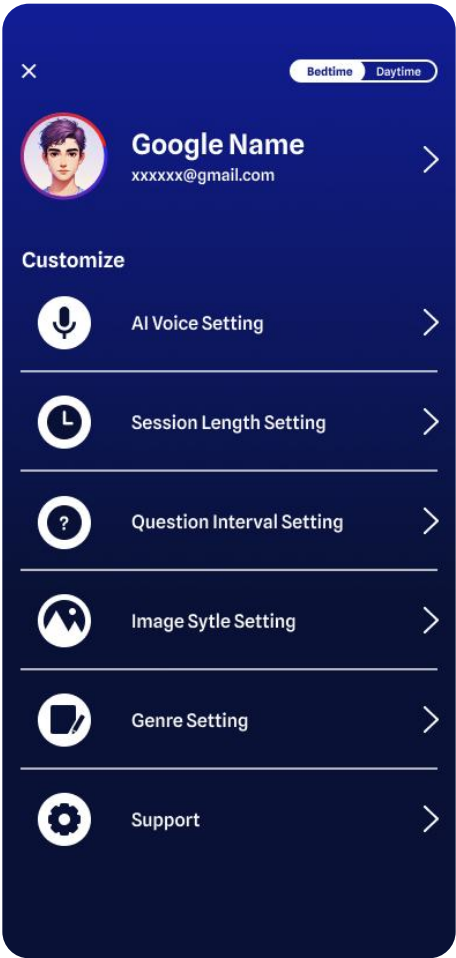 Bedtime Daytime
Google Name
xxxxxx@gmail.com
Customize
AI Voice Setting
Session Length Setting
? Question Interval Setting
Image Sytle Setting
Genre Setting
Support